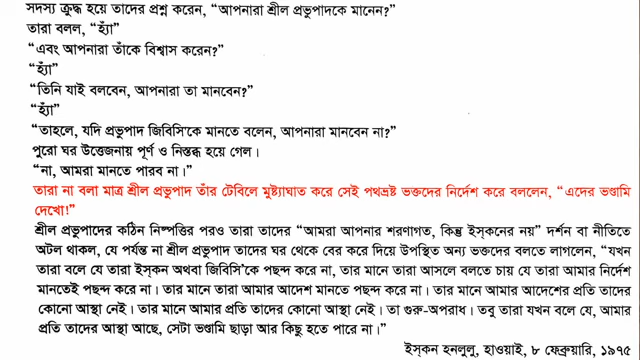 সদস্য ক্রুদ্ধ হয়ে তাদের প্রশ্ন করেন, “আপনারা শ্রীল প্রভুপাদকে মানেন?”
তারা বলল, “হ্যাঁ”
“এবং আপনারা তাঁকে বিশ্বাস করেন?”
“হ্যাঁ”
“তিনি যাই বলবেন, আপনারা তা মানবেন?”
“হ্যাঁ”
“তাহলে, যদি প্রভুপাদ জিবিসি’কে মানতে বলেন, আপনারা মানবেন না?”
পুরো ঘর উত্তেজনায় পূর্ণ ও নিস্তব্ধ হয়ে গেল।
“না, আমরা মানতে পারব না।”
তারা না বলা মাত্র শ্রীল প্রভুপাদ তাঁর টেবিলে মুষ্ট্যাঘাত করে সেই পথভ্রষ্ট ভক্তদের নির্দেশ করে বললেন, “এদের ভণ্ডামি
দেখো!”
শ্রীল প্রভুপাদের কঠিন নিষ্পত্তির পরও তারা তাদের “আমরা আপনার শরণাগত, কিন্তু ইস্‌কনের নয়” দর্শন বা নীতিতে
অটল থাকল, যে পর্যন্ত না শ্রীল প্রভুপাদ তাদের ঘর থেকে বের করে দিয়ে উপস্থিত অন্য ভক্তদের বলতে লাগলেন, “যখন
তারা বলে যে তারা ইস্‌কন অথবা জিবিসি’কে পছন্দ করে না, তার মানে তারা আসলে বলতে চায় যে তারা আমার নির্দেশ
মানতেই পছন্দ করে না। তার মানে তারা আমার আদেশ মানতে পছন্দ করে না। তার মানে আমার আদেশের প্রতি তাদের
কোনো আস্থা নেই। তার মানে আমার প্রতি তাদের কোনো আস্থা নেই। তা গুরু-অপরাধ। তবু তারা যখন বলে যে, আমার
প্রতি তাদের আস্থা আছে, সেটা ভণ্ডামি ছাড়া আর কিছু হতে পারে না।”
ইস্‌কন হনলুলু, হাওয়াই, ৮ ফেব্রুয়ারি, ১৯৭৫